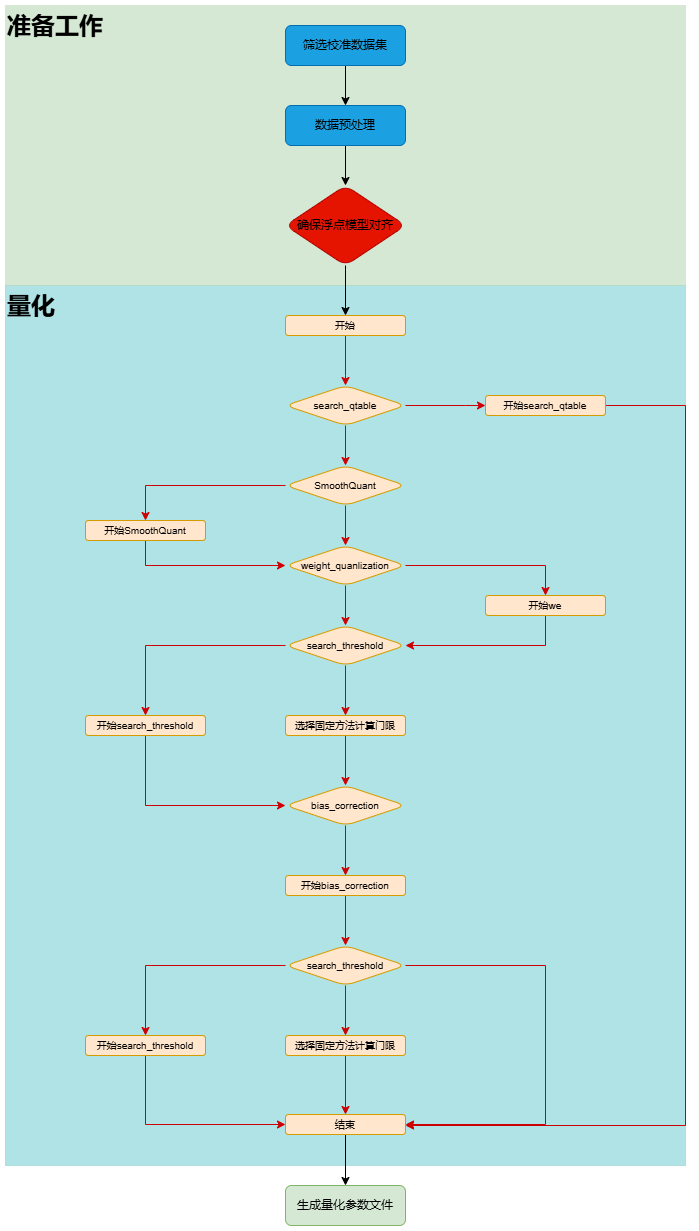 准备工作
筛选校准数据集
数据预处理
确保浮点模型对齐
量化
开始
search_qtable
开始search_qtable
SmoothQuant
开始SmoothQuant
weight_quanlization
开始we
search_threshold
开始search_threshold
选择固定方法计算门限
bias_correction
开始bias_correction
search_threshold
开始search_threshold
选择固定方法计算门限
结束
生成量化参数文件